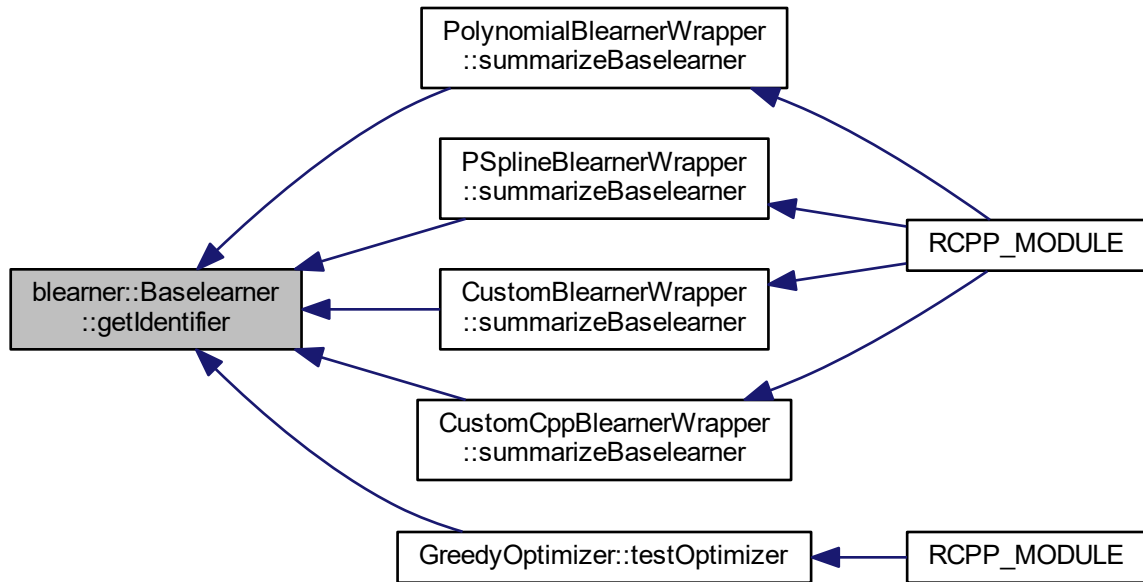 PolynomialBlearnerWrapper
::summarizeBaselearner
PSplineBlearnerWrapper
::summarizeBaselearner
RCPP_MODULE
blearner::Baselearner
::getIdentifier
CustomBlearnerWrapper
::summarizeBaselearner
CustomCppBlearnerWrapper
::summarizeBaselearner
GreedyOptimizer::testOptimizer
RCPP_MODULE